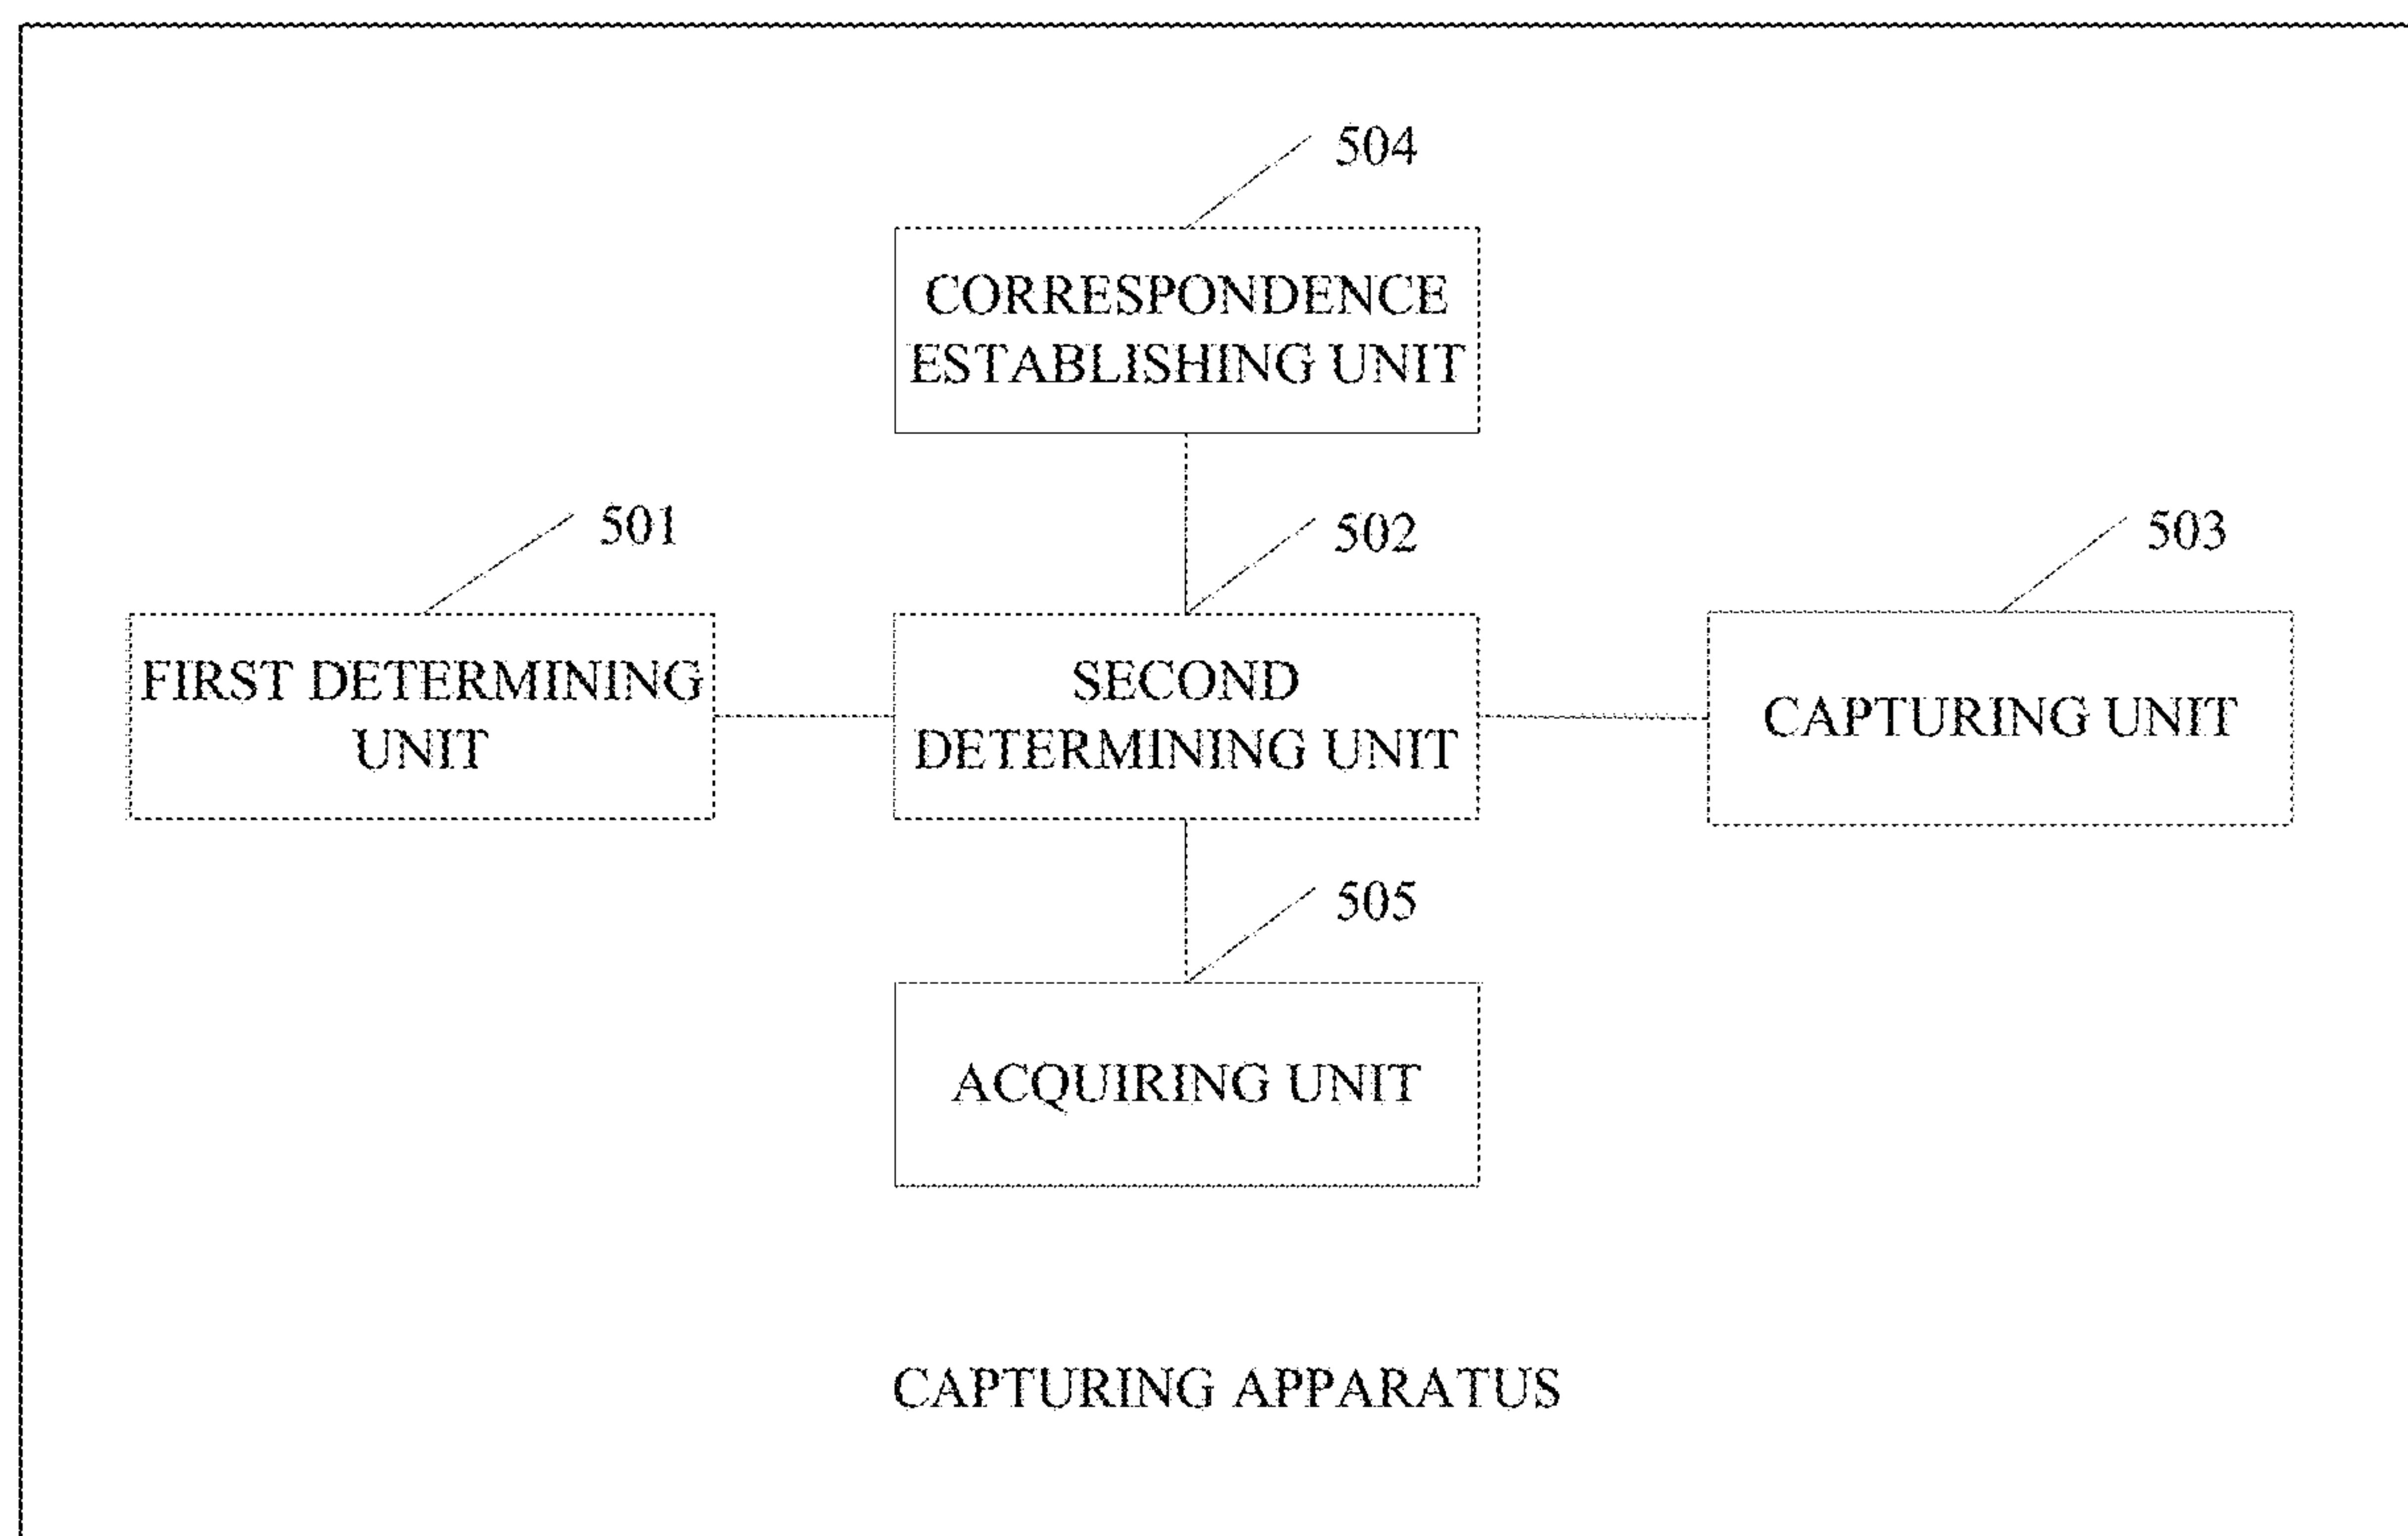 504
CORRESPONDENCE
ESTABLISHING UNIT
501
502
503
FIRST DETERMINING
UNIT
SECOND
DETERMINING UNIT
CAPTURING UNIT
505
ACQUIRING UNIT
CAPTURING APPARATUS